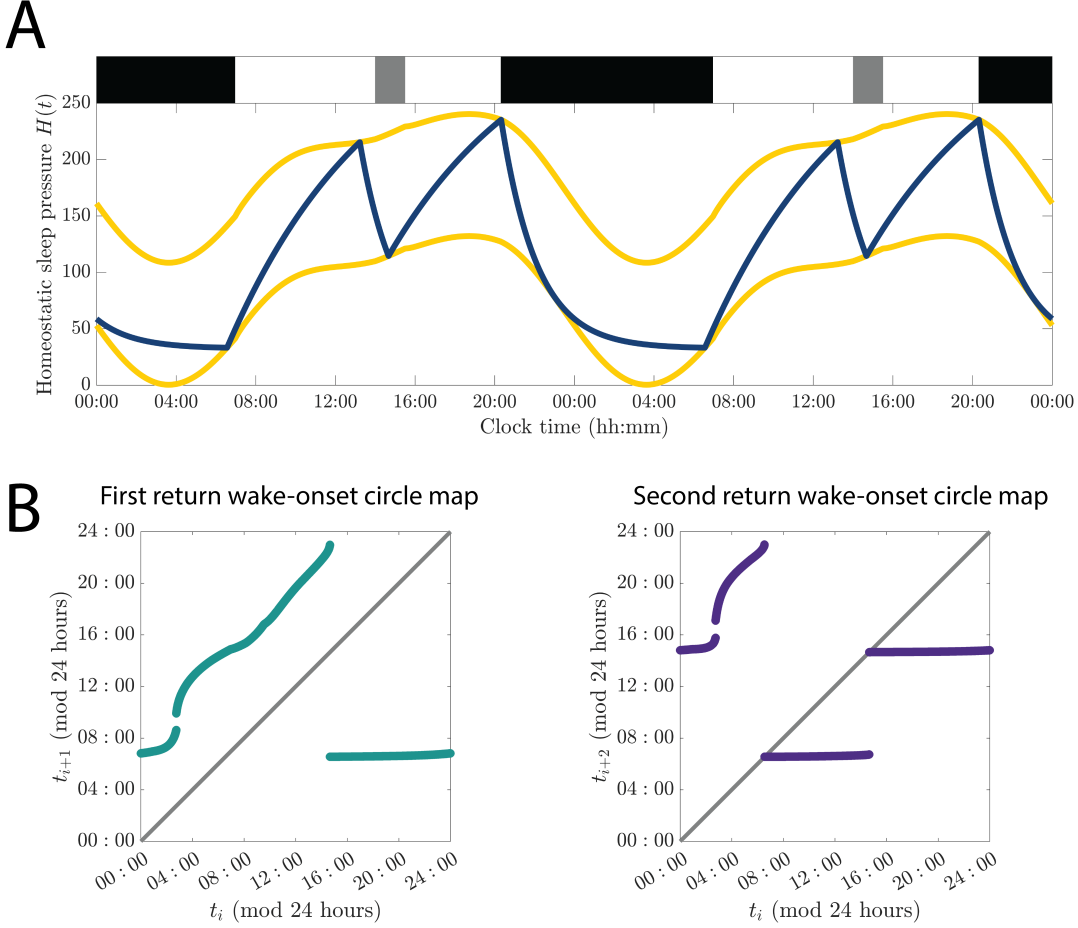 A
Homeostatic sleep pressure H(t)
250
200
150
100
50
0
00:00 04:00 08:00 12:00 16:00 20:00 00:00 04:00 08:00 12:00 16:00 20:00 00:00
Clock time (hh:mm)
B
First return wake-onset circle map
t_{i+1} (mod 24 hours)
24 : 00
20 : 00
16 : 00
12 : 00
08 : 00
04 : 00
00 : 00
00 : 00 04 : 00 08 : 00 12 : 00 16 : 00 20 : 00 24 : 00
t_i (mod 24 hours)
Second return wake-onset circle map
t_{i+2} (mod 24 hours)
24 : 00
20 : 00
16 : 00
12 : 00
08 : 00
04 : 00
00 : 00
00 : 00 04 : 00 08 : 00 12 : 00 16 : 00 20 : 00 24 : 00
t_i (mod 24 hours)